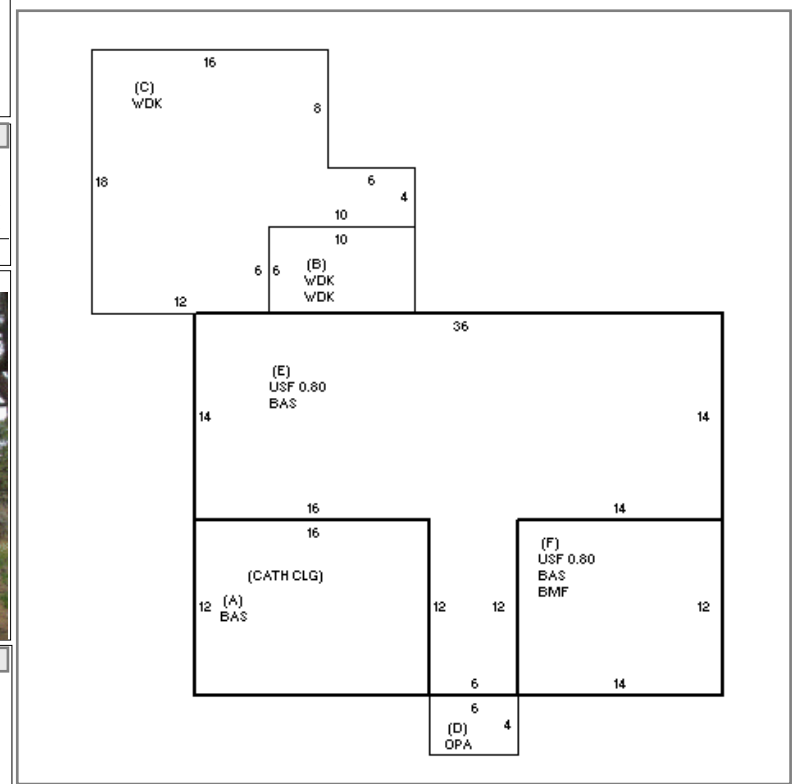 16
(C)
WDK
8
18
6
4
10
10
6 6
(B)
WDK
WDK
12
36
(E)
USF 0.80
BAS
14
14
16
14
16
(F)
USF 0.80
BAS
BMF
(CATH CLG)
12
(A)
BAS
12
12
12
6
14
6
(D)
OPA
4